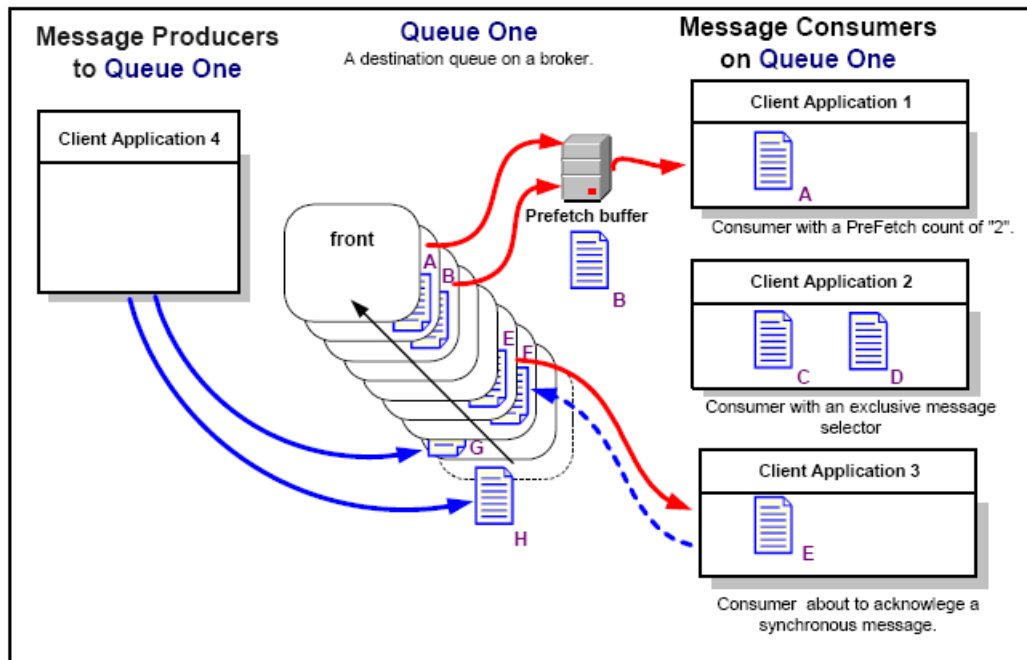 Message Producers
to Queue One
Client Application 4
Queue One
A destination queue on a broker.
front
A
B
E
F
G
H
Prefetch buffer
B
Message Consumers
on Queue One
Client Application 1
A
Consumer with a PreFetch count of "2".
Client Application 2
C
D
Consumer with an exclusive message
selector
Client Application 3
E
Consumer about to acknowlege a
synchronous message.